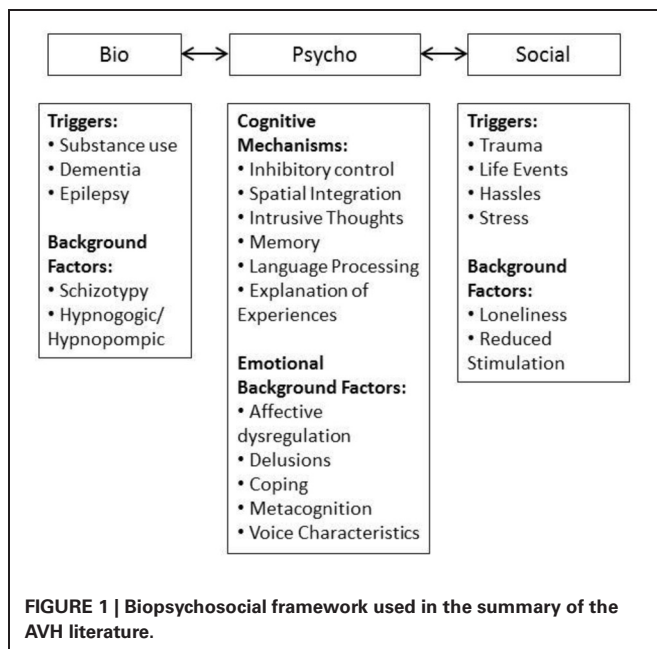 Bio
Psycho
Social
Triggers:
• Substance use
• Dementia
• Epilepsy
Background
Factors:
• Schizotypy
• Hypnogogic/
Hypnopompic
Cognitive
Mechanisms:
• Inhibitory control
• Spatial Integration
• Intrusive Thoughts
• Memory
• Language Processing
• Explanation of
Experiences
Emotional
Background Factors:
• Affective
dysregulation
• Delusions
• Coping
• Metacognition
• Voice Characteristics
Triggers:
• Trauma
• Life Events
• Hassles
• Stress
Background
Factors:
• Loneliness
• Reduced
Stimulation
FIGURE 1 | Biopsychosocial framework used in the summary of the
AVH literature.